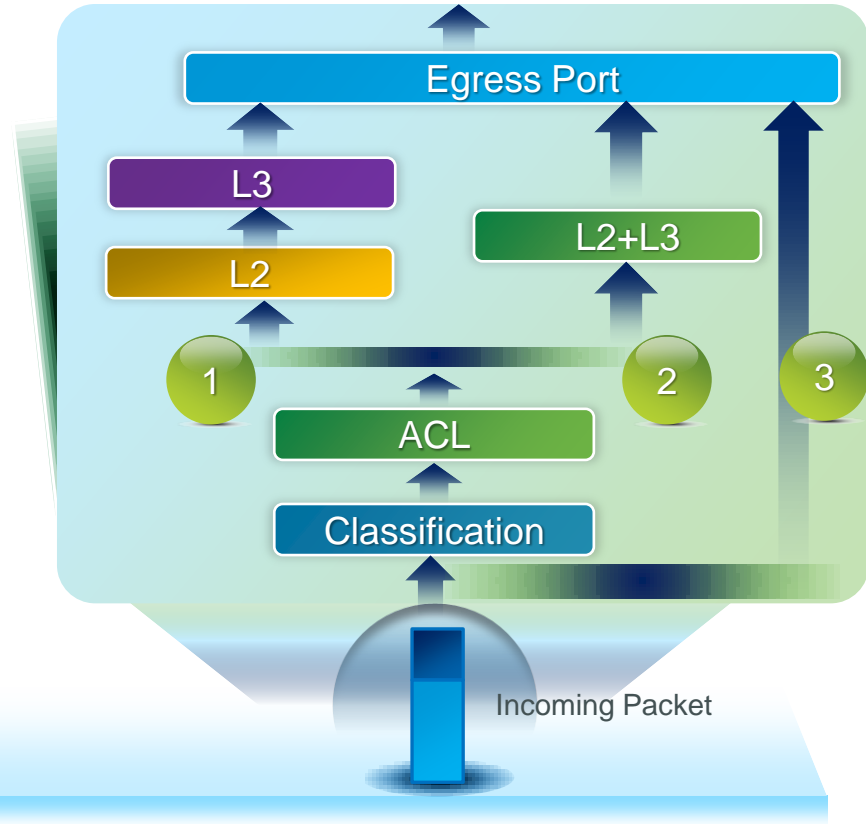 Egress Port
L3
L2+L3
L2
1
2
3
ACL
Classification
Incoming Packet